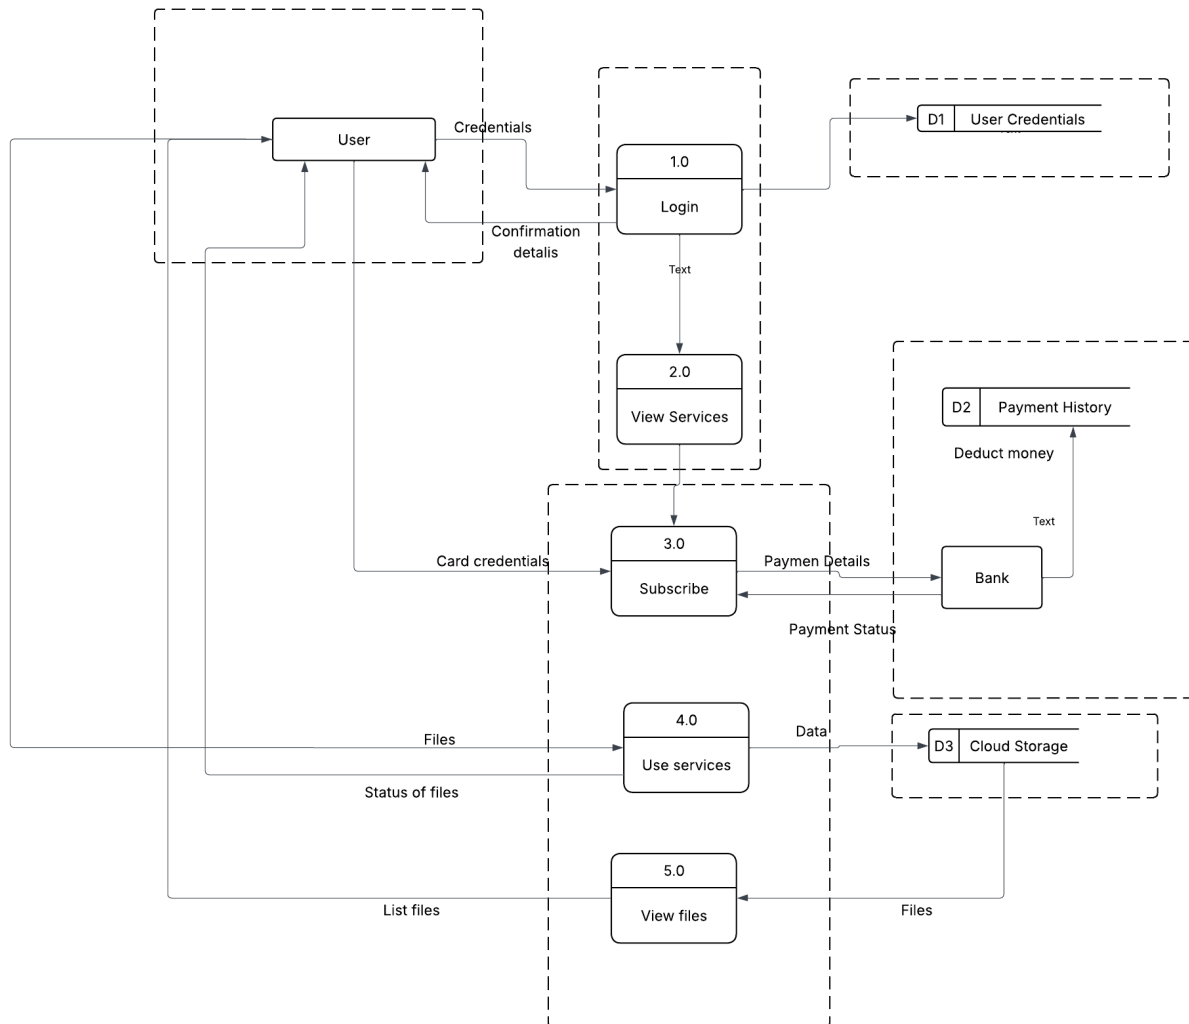 User
Credentials
1.0
Login
D1
User Credentials
Confirmation
detalis
Text
2.0
View Services
D2
Payment History
Deduct money
Text
3.0
Subscribe
Card credentials
Paymen Details
Bank
Payment Status
4.0
Use services
Files
Data
D3
Cloud Storage
Status of files
5.0
View files
List files
Files